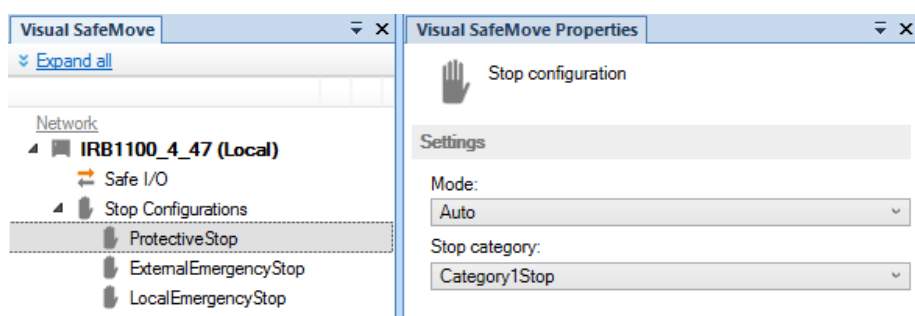 Visual SafeMove
Expand all
Network
IRB1100_4_47 (Local)
Safe I/O
Stop Configurations
ProtectiveStop
ExternalEmergencyStop
LocalEmergencyStop
Visual SafeMove Properties
Stop configuration
Settings
Mode:
Auto
Stop category:
Category1Stop